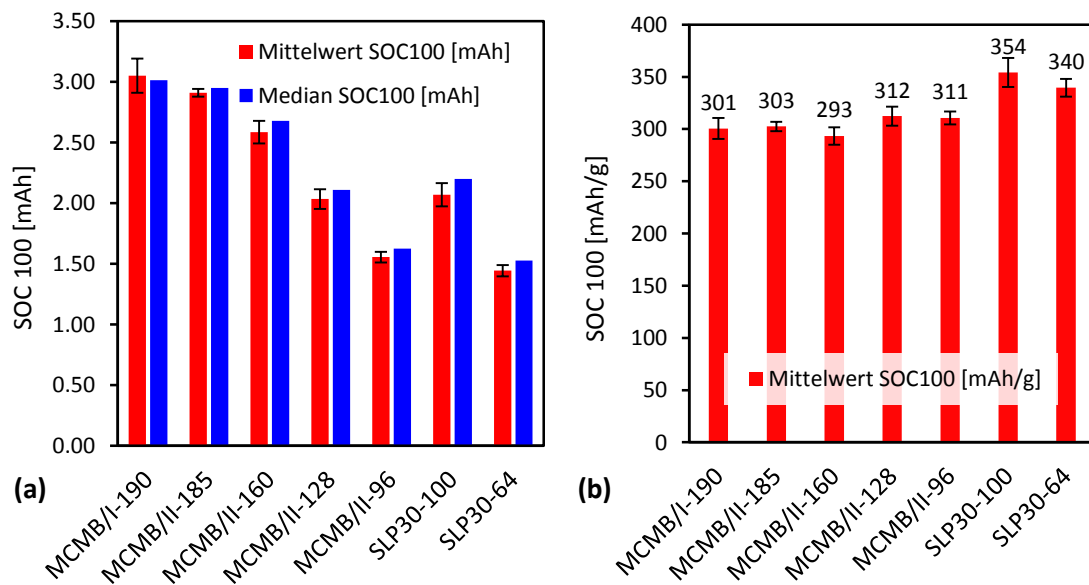 3.50
3.00
2.50
2.00
1.50
1.00
0.50
0.00
SOC 100 [mAh]
Mittelwert SOC100 [mAh]
Median SOC100 [mAh]
MCMB/I-190
MCMB/II-185
MCMB/II-160
MCMB/II-128
MCMB/II-96
SLP30-100
SLP30-64
(a)
400
350
300
250
200
150
100
50
0
SOC 100 [mAh/g]
301
303
293
312
311
354
340
Mittelwert SOC100 [mAh/g]
MCMB/I-190
MCMB/II-185
MCMB/II-160
MCMB/II-128
MCMB/II-96
SLP30-100
SLP30-64
(b)